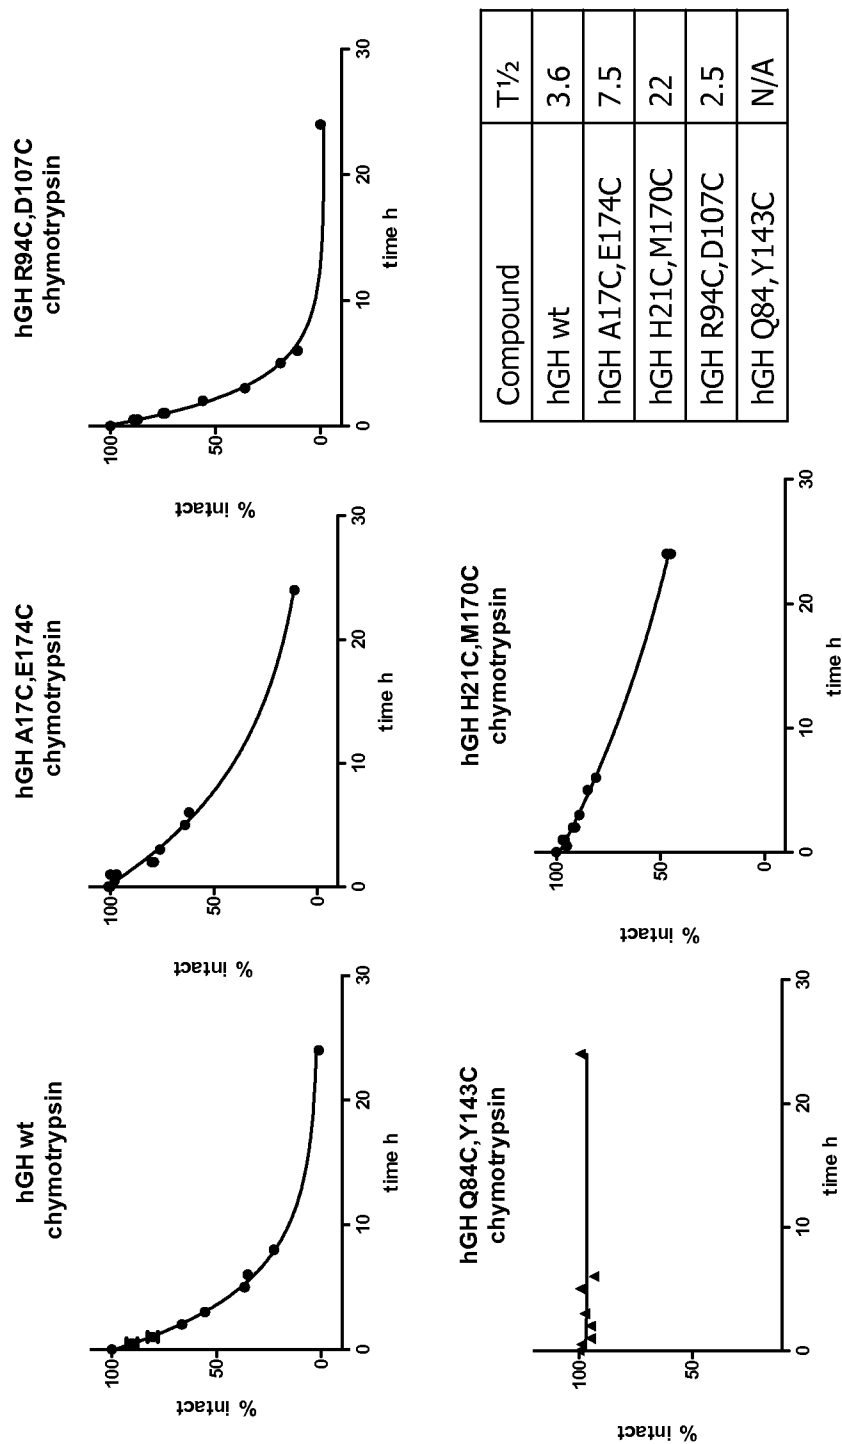 hGH wt
chymotrypsin
% intact
100
50
0
0
10
20
30
time h
hGH A17C,E174C
chymotrypsin
% intact
100
50
0
0
10
20
30
time h
hGH R94C,D107C
chymotrypsin
% intact
100
50
0
0
10
20
30
time h
hGH Q84C,Y143C
chymotrypsin
% intact
100
50
0
10
20
30
time h
hGH H21C,M170C
chymotrypsin
% intact
100
50
0
0
10
20
30
time h
Compound T½
hGH wt 3.6
hGH A17C,E174C 7.5
hGH H21C,M170C 22
hGH R94C,D107C 2.5
hGH Q84,Y143C N/A